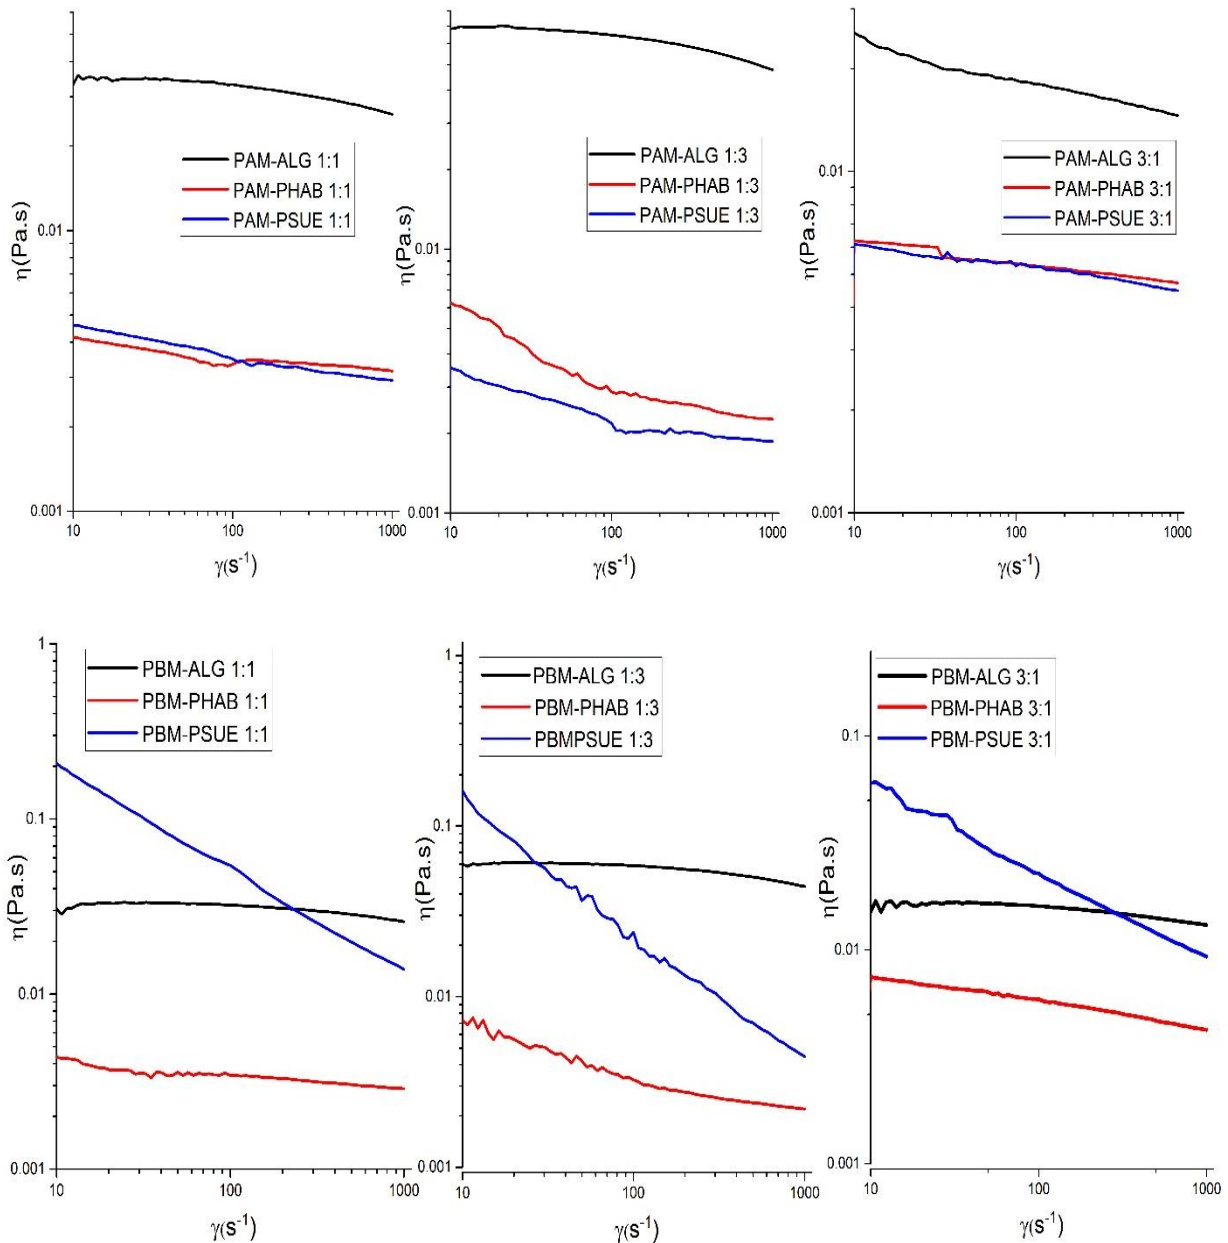 η(Pa.s)
0.01
0.001
PAM-ALG 1:1
PAM-PHAB 1:1
PAM-PSUE 1:1
10
100
1000
γ(s⁻¹)
η(Pa.s)
0.01
0.001
PAM-ALG 1:3
PAM-PHAB 1:3
PAM-PSUE 1:3
10
100
1000
γ(s⁻¹)
η(Pa.s)
0.01
0.001
PAM-ALG 3:1
PAM-PHAB 3:1
PAM-PSUE 3:1
10
100
1000
γ(s⁻¹)
η(Pa.s)
1
0.1
0.01
0.001
PBM-ALG 1:1
PBM-PHAB 1:1
PBM-PSUE 1:1
10
100
1000
γ(s⁻¹)
η(Pa.s)
1
0.1
0.01
0.001
PBM-ALG 1:3
PBM-PHAB 1:3
PBMPSUE 1:3
10
100
1000
γ(s⁻¹)
η(Pa.s)
0.1
0.01
0.001
PBM-ALG 3:1
PBM-PHAB 3:1
PBM-PSUE 3:1
10
100
1000
γ(s⁻¹)